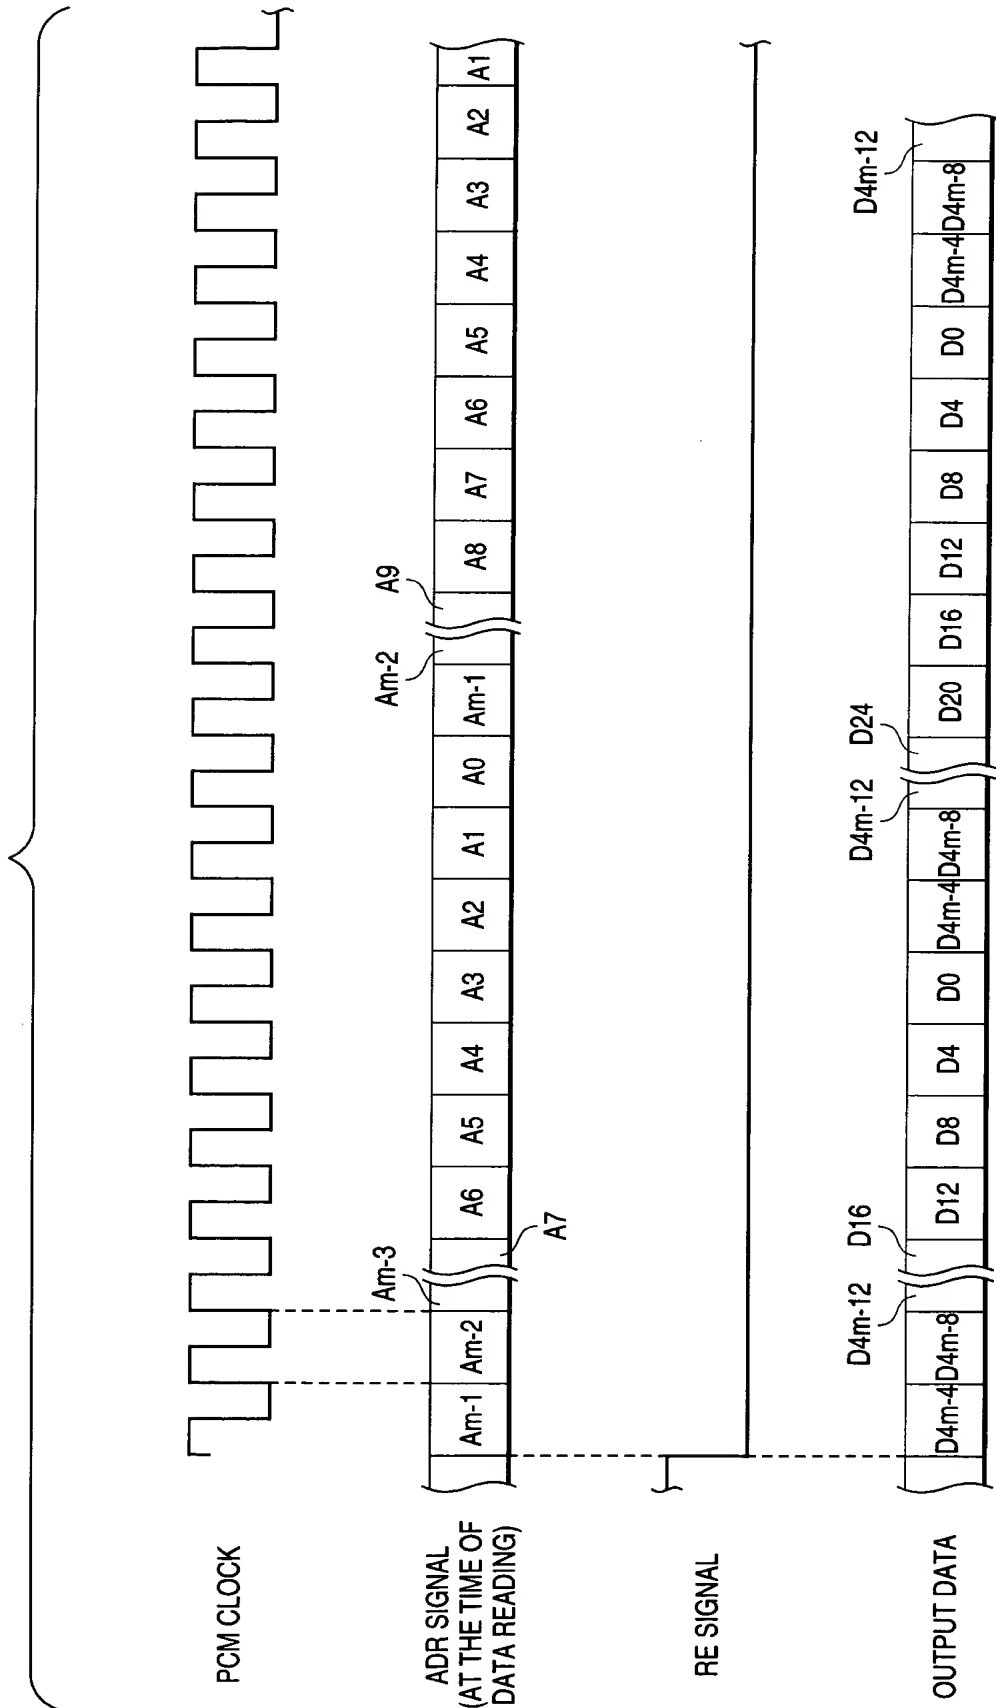 PCM CLOCK
ADR SIGNAL
(AT THE TIME OF
DATA READING)
Am-1
Am-2
Am-3
A7
A6
A5
A4
A3
A2
A1
A0
Am-1
Am-2
A9
A8
A7
A6
A5
A4
A3
A2
A1
RE SIGNAL
OUTPUT DATA
D4m-4
D4m-8
D4m-12
D16
D12
D8
D4
D0
D4m-4
D4m-8
D4m-12
D24
D20
D16
D12
D8
D4
D0
D4m-4
D4m-8
D4m-12